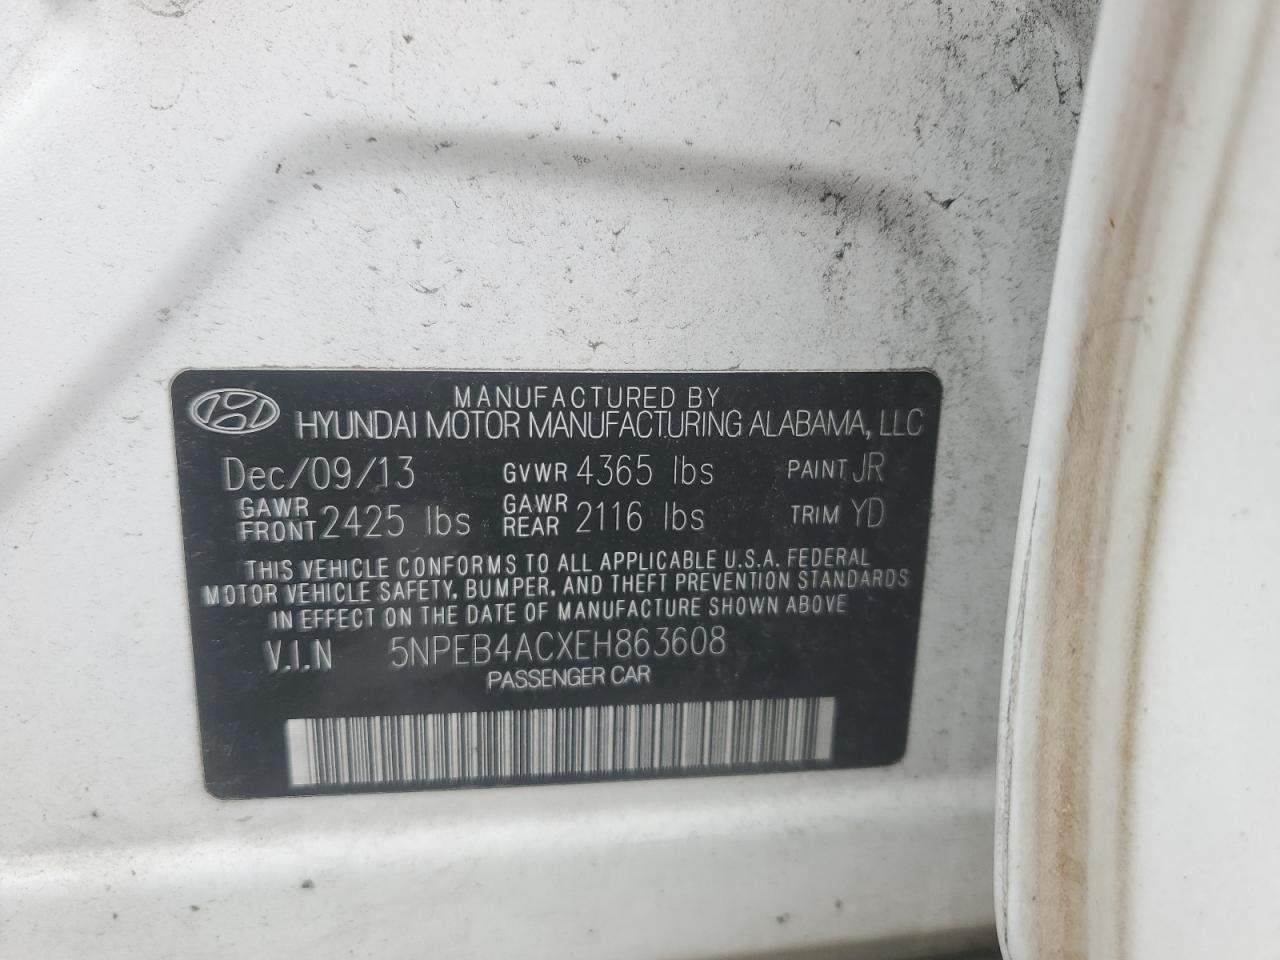 MANUFACTURED BY
HYUNDAI MOTOR MANUFACTURING ALABAMA, LLC
Dec/09/13 GVWR 4365 lbs PAINT JR
GAWR FRONT 2425 lbs GAWR REAR 2116 lbs TRIM YD
THIS VEHICLE CONFORMS TO ALL APPLICABLE U.S.A. FEDERAL
MOTOR VEHICLE SAFETY, BUMPER, AND THEFT PREVENTION STANDARDS
IN EFFECT ON THE DATE OF MANUFACTURE SHOWN ABOVE
V.I.N 5NPEB4ACXEH863608
PASSENGER CAR